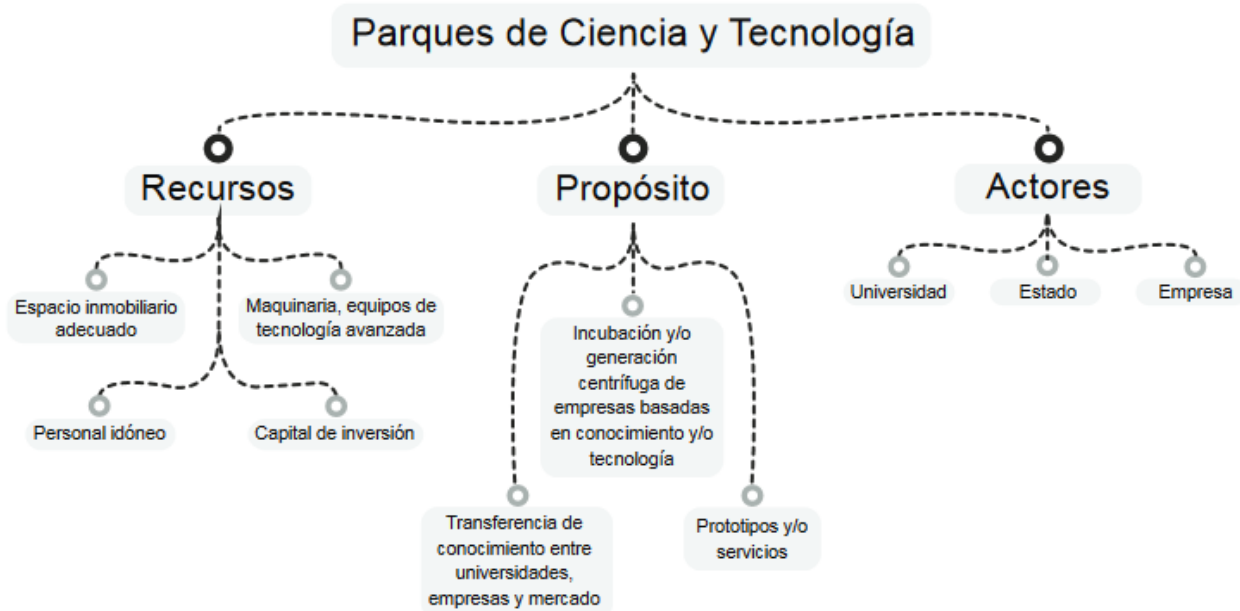 Parques de Ciencia y Tecnología
Recursos
Propósito
Actores
Espacio inmobiliario
adecuado
Maquinaria, equipos de
tecnología avanzada
Personal idóneo
Capital de inversión
Incubación y/o
generación
centrífuga de
empresas basadas
en conocimiento y/o
tecnología
Transferencia de
conocimiento entre
universidades,
empresas y mercado
Prototipos y/o
servicios
Universidad
Estado
Empresa